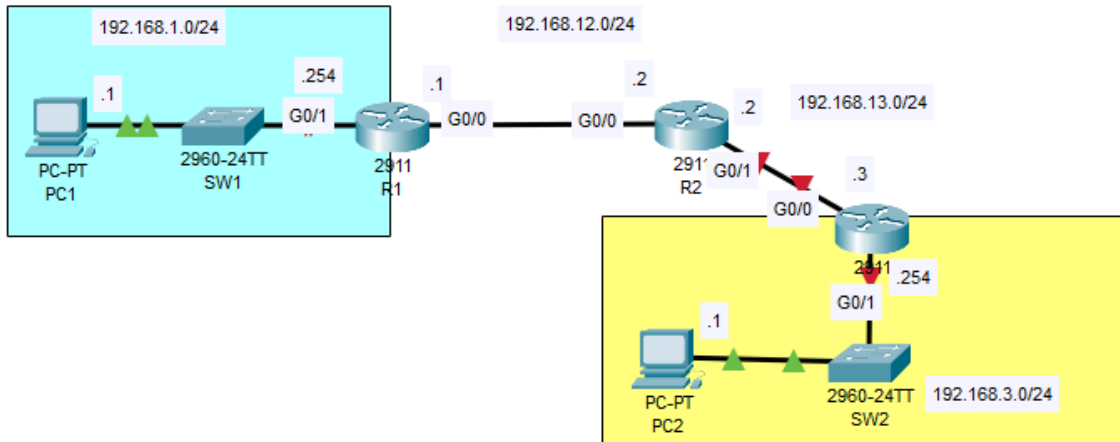 192.168.1.0/24
192.168.12.0/24
.1
.254
.1
.2
.2
192.168.13.0/24
G0/1
G0/0
G0/0
PC-PT
PC1
2960-24TT
SW1
2911
R1
2911
R2
G0/1
.3
G0/0
2911
.254
G0/1
.1
PC-PT
PC2
2960-24TT
SW2
192.168.3.0/24